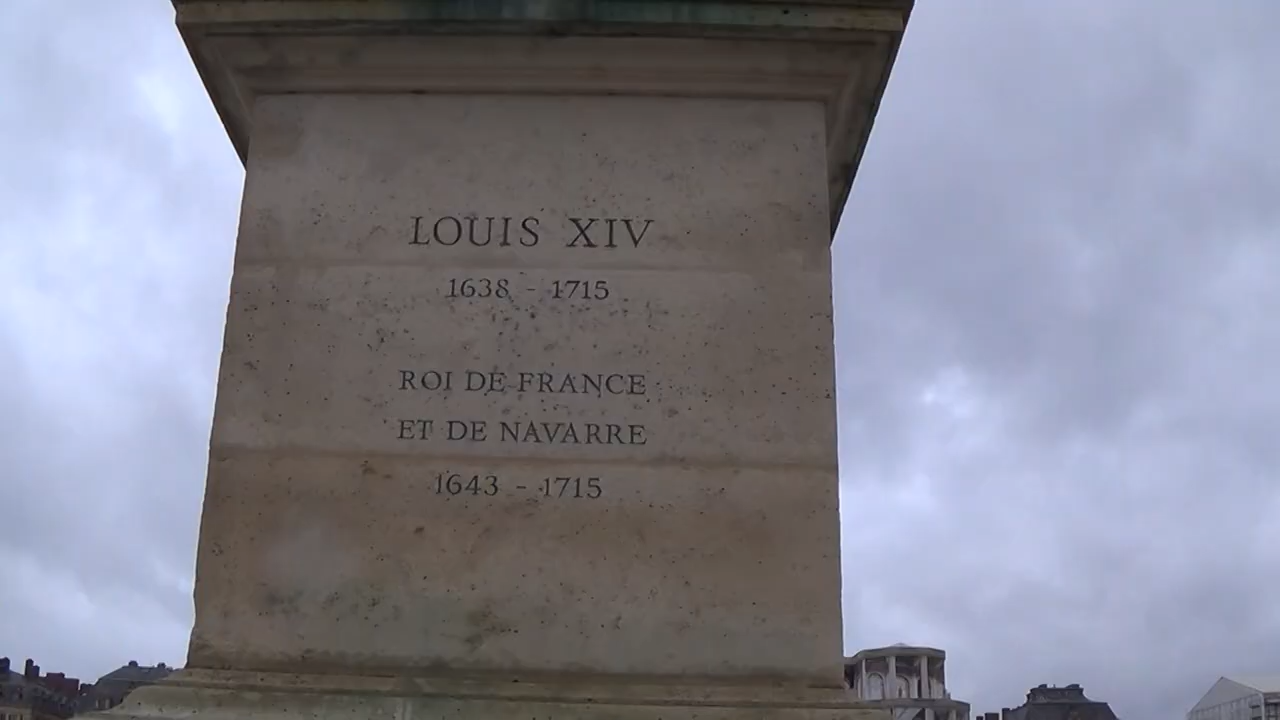 LOUIS XIV
1638 - 1715
ROI DE FRANCE
ET DE NAVARRE
1643 - 1715